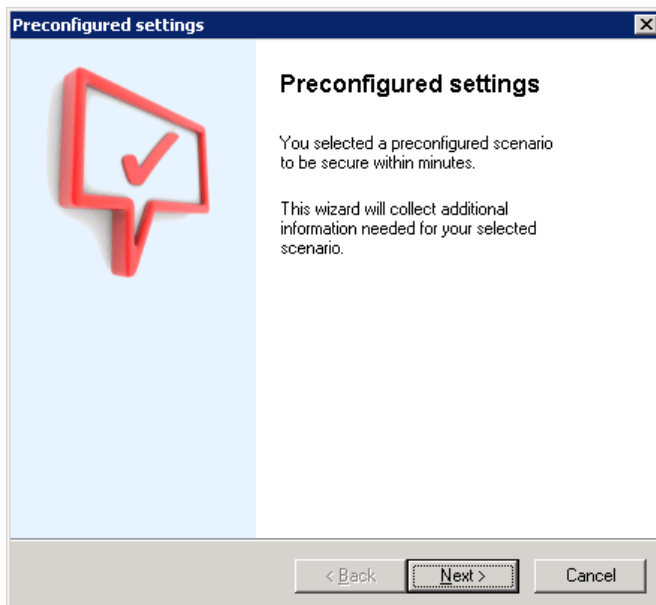 Preconfigured settings
Preconfigured settings
You selected a preconfigured scenario
to be secure within minutes.
This wizard will collect additional
information needed for your selected
scenario.
< Back
Next >
Cancel